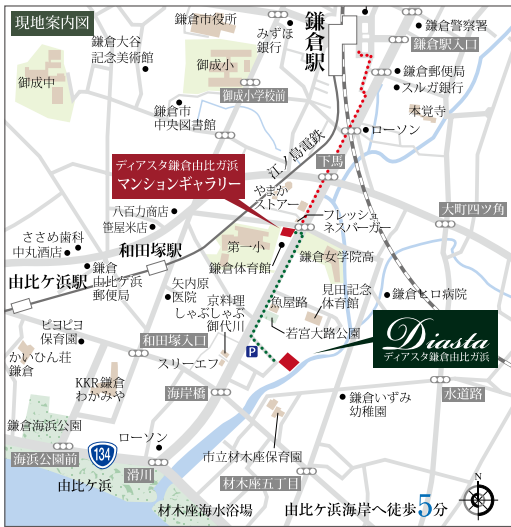 現地案内図
鎌倉市役所
みずほ
銀行
鎌倉駅
鎌倉警察署
鎌倉駅入口
鎌倉大谷
記念美術館
御成小
御成中
御成小学校前
鎌倉郵便局
スルガ銀行
本覚寺
鎌倉市
中央図書館
ローソン
江ノ島電鉄
下馬
ディアスタ鎌倉由比ガ浜
マンションギャラリー
やまか
ストアー
フレッシュ
ネスバーガー
大町四ツ角
八百力商店
笹屋米店
ささめ歯科
中丸酒店
和田塚駅
第一小
鎌倉体育館
鎌倉女学院高
鎌倉
由比ケ浜
郵便局
由比ケ浜駅
矢内原
医院
魚屋路
見田記念
体育館
鎌倉ヒロ病院
京料理
しゃぶしゃぶ
御代川
若宮大路公園
Diasta
ディアスタ鎌倉由比ガ浜
ピヨピヨ
保育園
和田塚入口
かいひん荘
鎌倉
スリーエフ
P
KKR鎌倉
わかみや
海岸橋
水道路
鎌倉いずみ
幼稚園
鎌倉海浜公園
海浜公園前
134
ローソン
滑川
市立材木座保育園
材木座五丁目
由比ケ浜
材木座海水浴場
由比ケ浜海岸へ徒歩5分
N